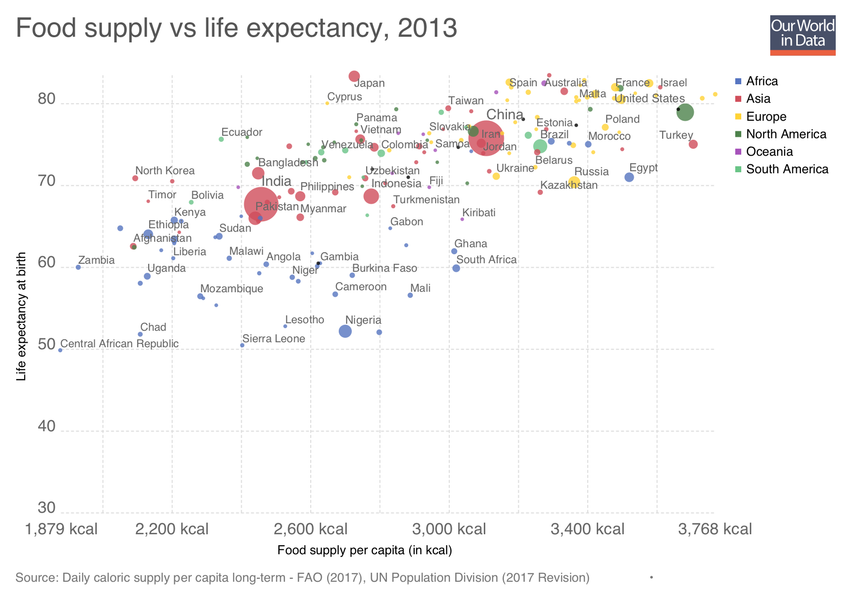 Food supply vs life expectancy, 2013
Our World
in Data
Japan
Cyprus
Spain
Australia
France
Israel
Malta
United States
Taiwan
China
Panama
Vietnam
Slovakia
Estonia
Poland
Ecuador
Venezuela
Colombia
Samoa
Iran
Jordan
Brazil
Morocco
Turkey
Bangladesh
Uzbekistan
Belarus
North Korea
India
Philippines
Indonesia
Fiji
Ukraine
Kazakhstan
Russia
Egypt
Timor
Bolivia
Pakistan
Myanmar
Turkmenistan
Kenya
Ethiopia
Sudan
Gabon
Kiribati
Afghanistan
Liberia
Malawi
Angola
Gambia
Ghana
Zambia
Uganda
Niger
Burkina Faso
South Africa
Mozambique
Cameroon
Mali
Chad
Lesotho
Nigeria
Central African Republic
Sierra Leone
Africa
Asia
Europe
North America
Oceania
South America
80
70
60
50
40
30
Life expectancy at birth
1,879 kcal 2,200 kcal 2,600 kcal 3,000 kcal 3,400 kcal 3,768 kcal
Food supply per capita (in kcal)
Source: Daily caloric supply per capita long-term - FAO (2017), UN Population Division (2017 Revision)